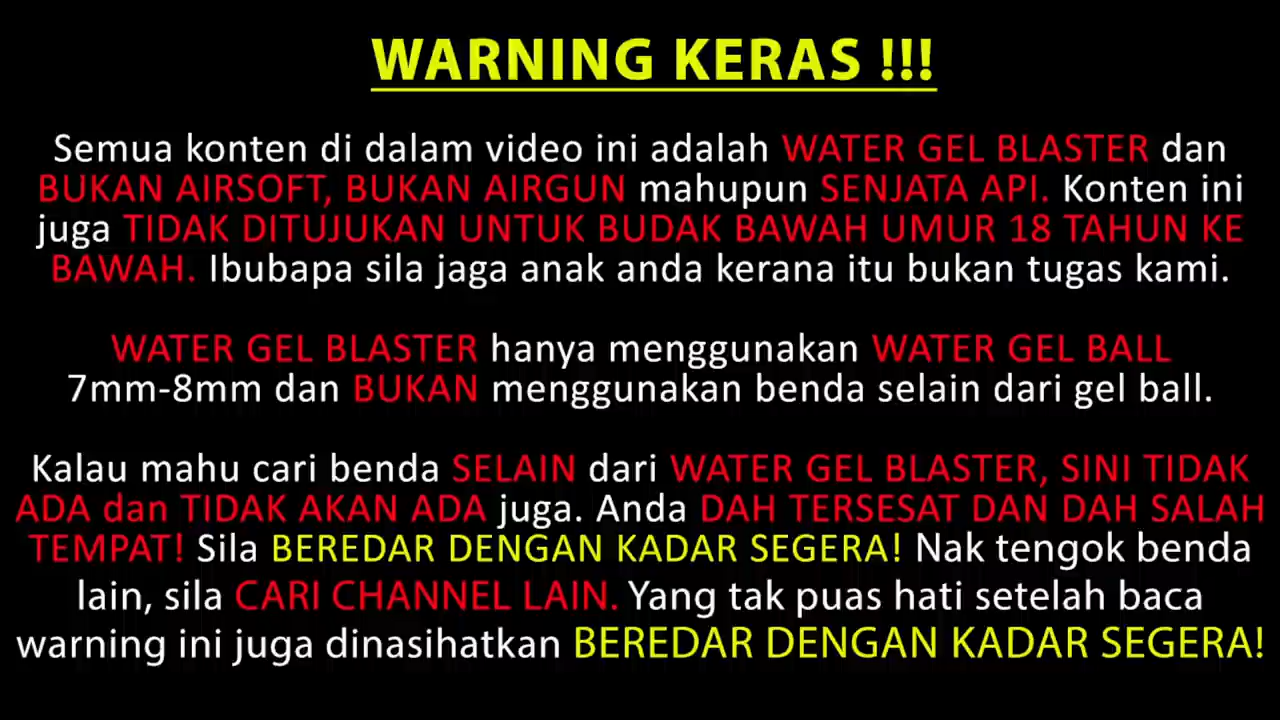 WARNING KERAS !!!
Semua konten di dalam video ini adalah WATER GEL BLASTER dan
BUKAN AIRSOFT, BUKAN AIRGUN mahupun SENJATA API. Konten ini
juga TIDAK DITUJUKAN UNTUK BUDAK BAWAH UMUR 18 TAHUN KE
BAWAH. Ibubapa sila jaga anak anda kerana itu bukan tugas kami.
WATER GEL BLASTER hanya menggunakan WATER GEL BALL
7mm-8mm dan BUKAN menggunakan benda selain dari gel ball.
Kalau mahu cari benda SELAIN dari WATER GEL BLASTER, SINI TIDAK
ADA dan TIDAK AKAN ADA juga. Anda DAH TERSESAT DAN DAH SALAH
TEMPAT! Sila BEREDAR DENGAN KADAR SEGERA! Nak tengok benda
lain, sila CARI CHANNEL LAIN. Yang tak puas hati setelah baca
warning ini juga dinasihatkan BEREDAR DENGAN KADAR SEGERA!